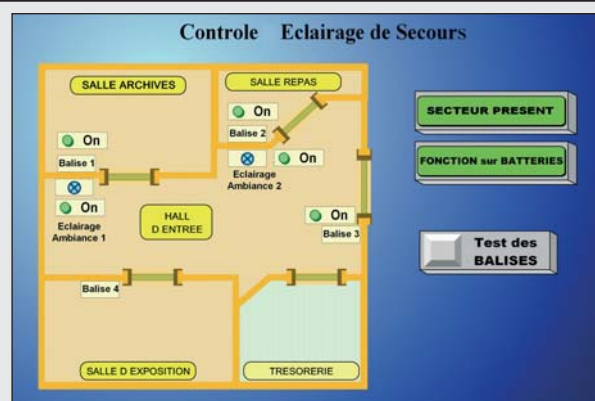 Controle Eclairage de Secours
SALLE ARCHIVES
SALLE REPAS
SECTEUR PRESENT
On
Balise 2
On
Balise 1
On
Eclairage
Ambiance 2
FONCTION sur BATTERIES
On
Eclairage
Ambiance 1
HALL
D ENTREE
On
Balise 3
Test des
BALISES
Balise 4
SALLE D EXPOSITION
TRESORERIE